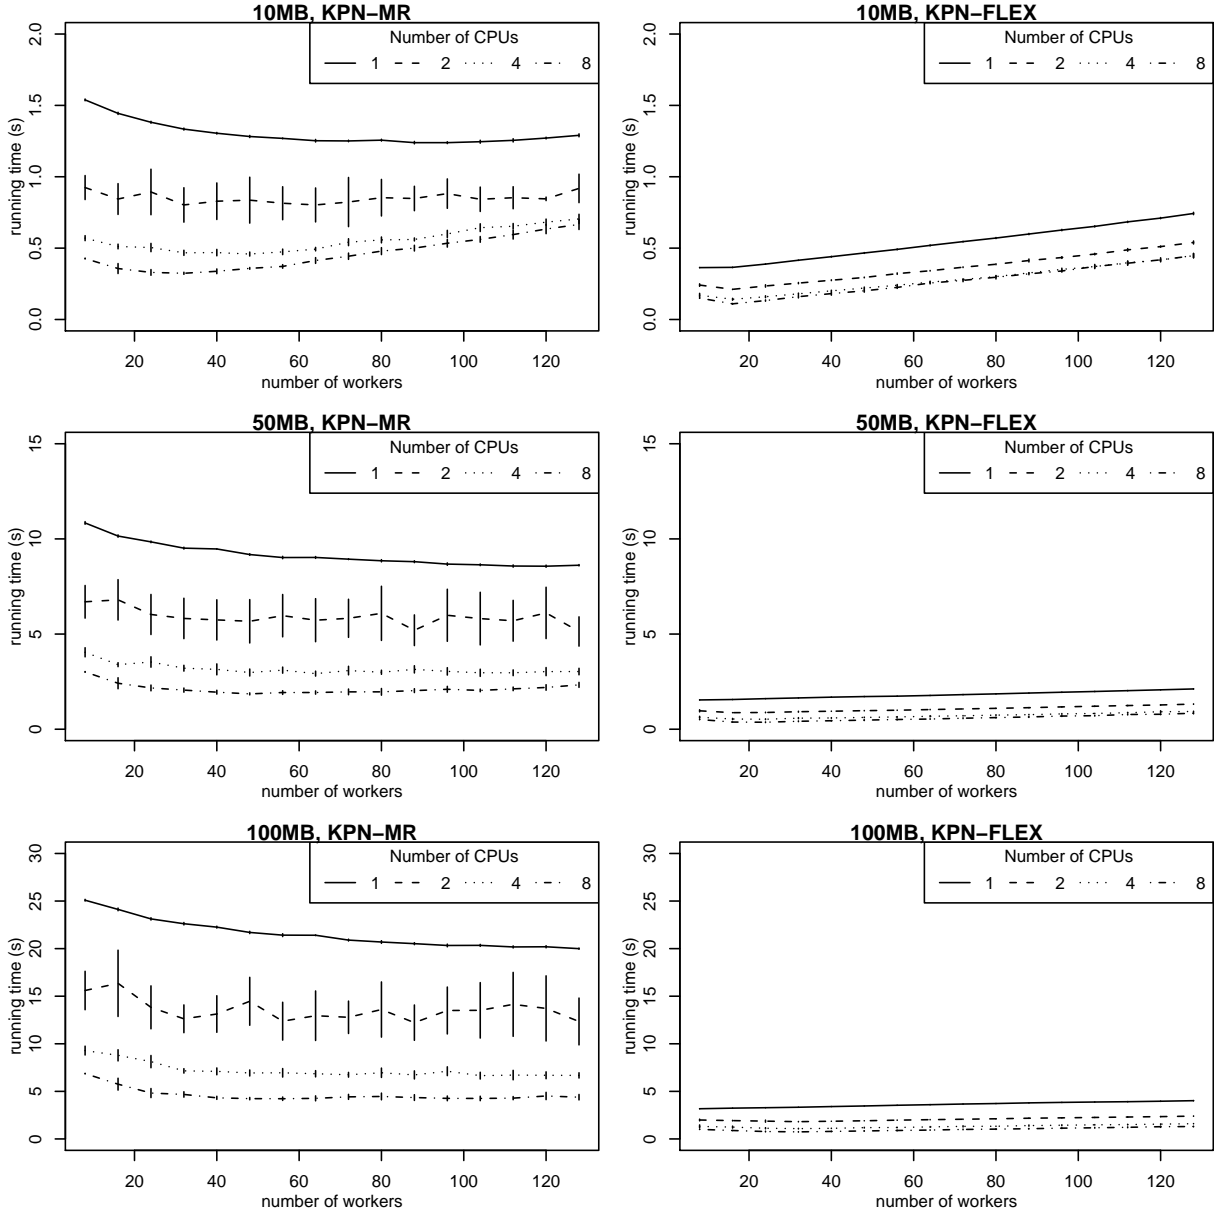 10MB, KPN−MR
Number of CPUs
1 2 4 8
running time (s)
0.0 0.5 1.0 1.5 2.0
20 40 60 80 100 120
number of workers
10MB, KPN−FLEX
Number of CPUs
1 2 4 8
running time (s)
0.0 0.5 1.0 1.5 2.0
20 40 60 80 100 120
number of workers
50MB, KPN−MR
Number of CPUs
1 2 4 8
running time (s)
0 5 10 15
20 40 60 80 100 120
number of workers
50MB, KPN−FLEX
Number of CPUs
1 2 4 8
running time (s)
0 5 10 15
20 40 60 80 100 120
number of workers
100MB, KPN−MR
Number of CPUs
1 2 4 8
running time (s)
0 5 10 15 20 25 30
20 40 60 80 100 120
number of workers
100MB, KPN−FLEX
Number of CPUs
1 2 4 8
running time (s)
0 5 10 15 20 25 30
20 40 60 80 100 120
number of workers